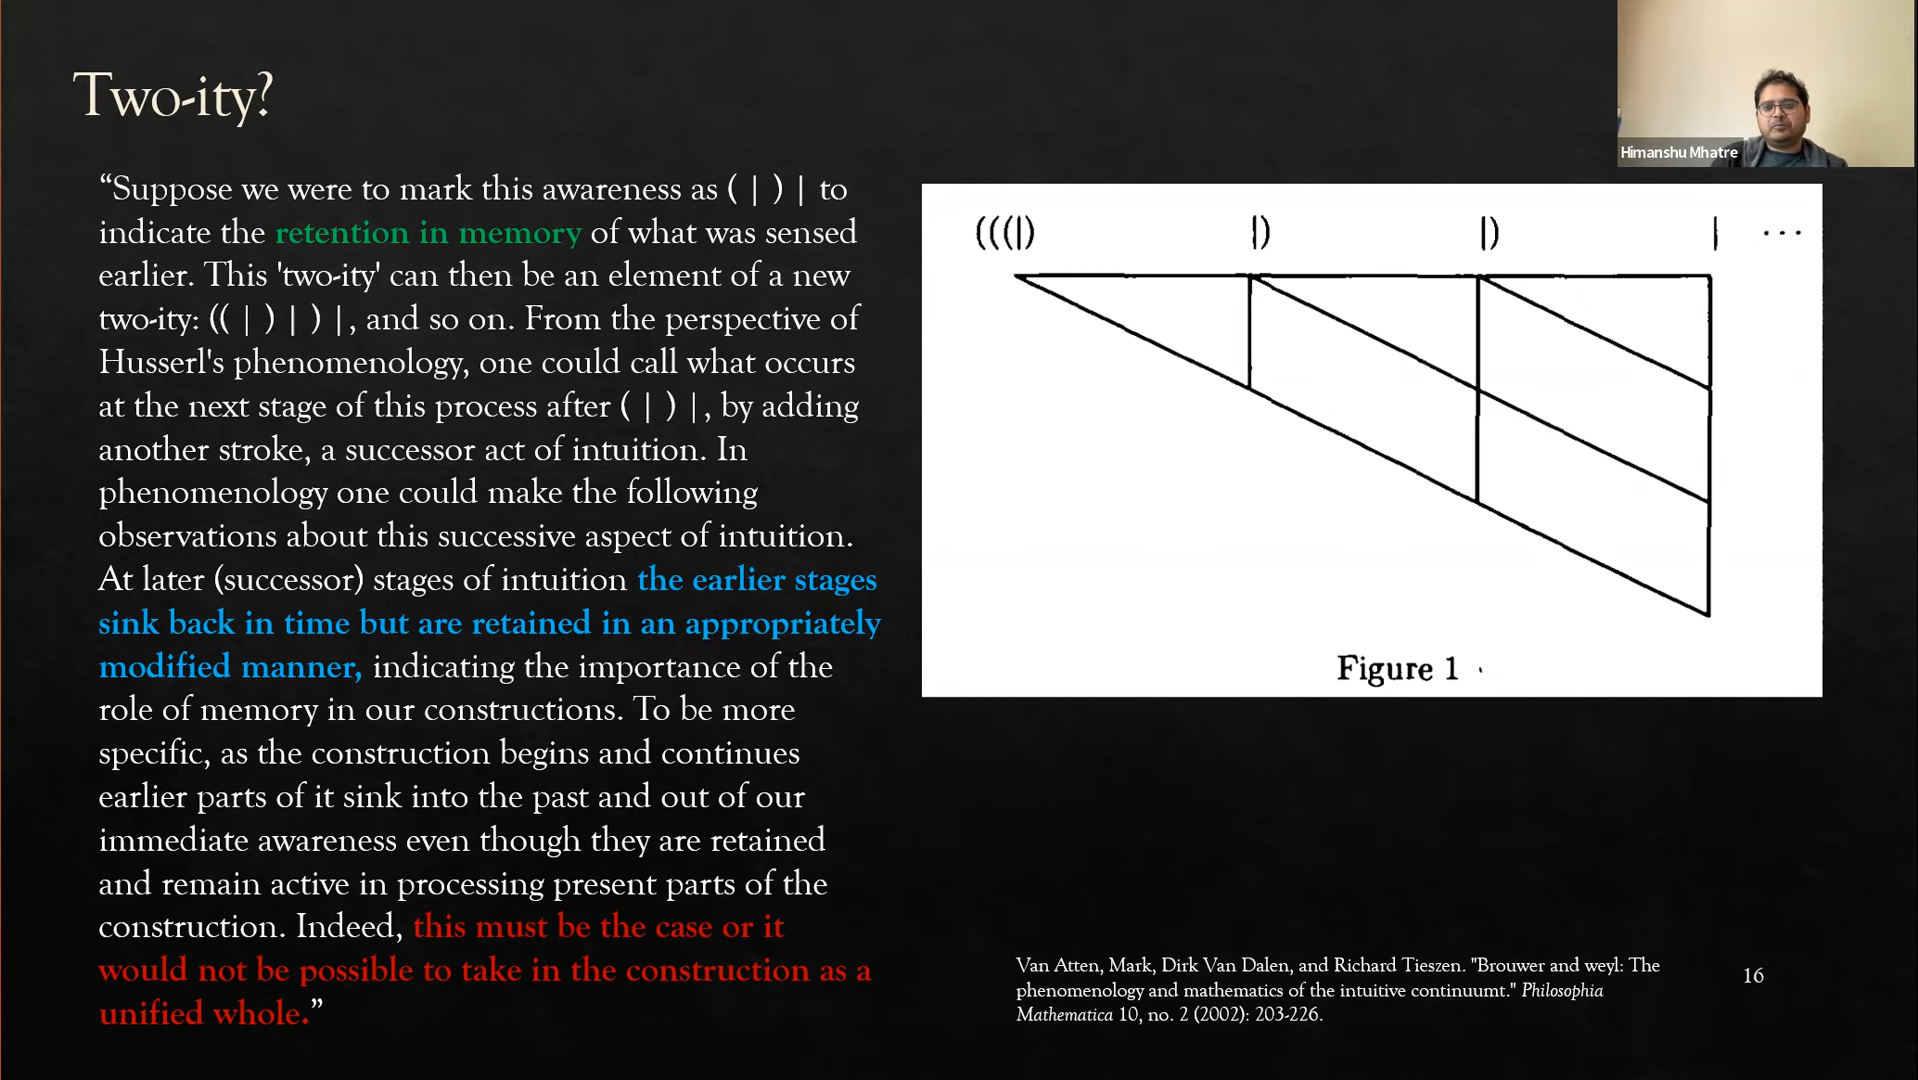 Two-ity?
Himanshu Mhatre
“Suppose we were to mark this awareness as ( | ) | to
indicate the retention in memory of what was sensed
earlier. This 'two-ity' can then be an element of a new
two-ity: (( | ) | ) |, and so on. From the perspective of
Husserl's phenomenology, one could call what occurs
at the next stage of this process after ( | ) |, by adding
another stroke, a successor act of intuition. In
phenomenology one could make the following
observations about this successive aspect of intuition.
At later (successor) stages of intuition the earlier stages
sink back in time but are retained in an appropriately
modified manner, indicating the importance of the
role of memory in our constructions. To be more
specific, as the construction begins and continues
earlier parts of it sink into the past and out of our
immediate awareness even though they are retained
and remain active in processing present parts of the
construction. Indeed, this must be the case or it
would not be possible to take in the construction as a
unified whole.”
(((|) |) |) | ···
Figure 1
Van Atten, Mark, Dirk Van Dalen, and Richard Tieszen. "Brouwer and weyl: The
phenomenology and mathematics of the intuitive continuumt." Philosophia
Mathematica 10, no. 2 (2002): 203-226.
16